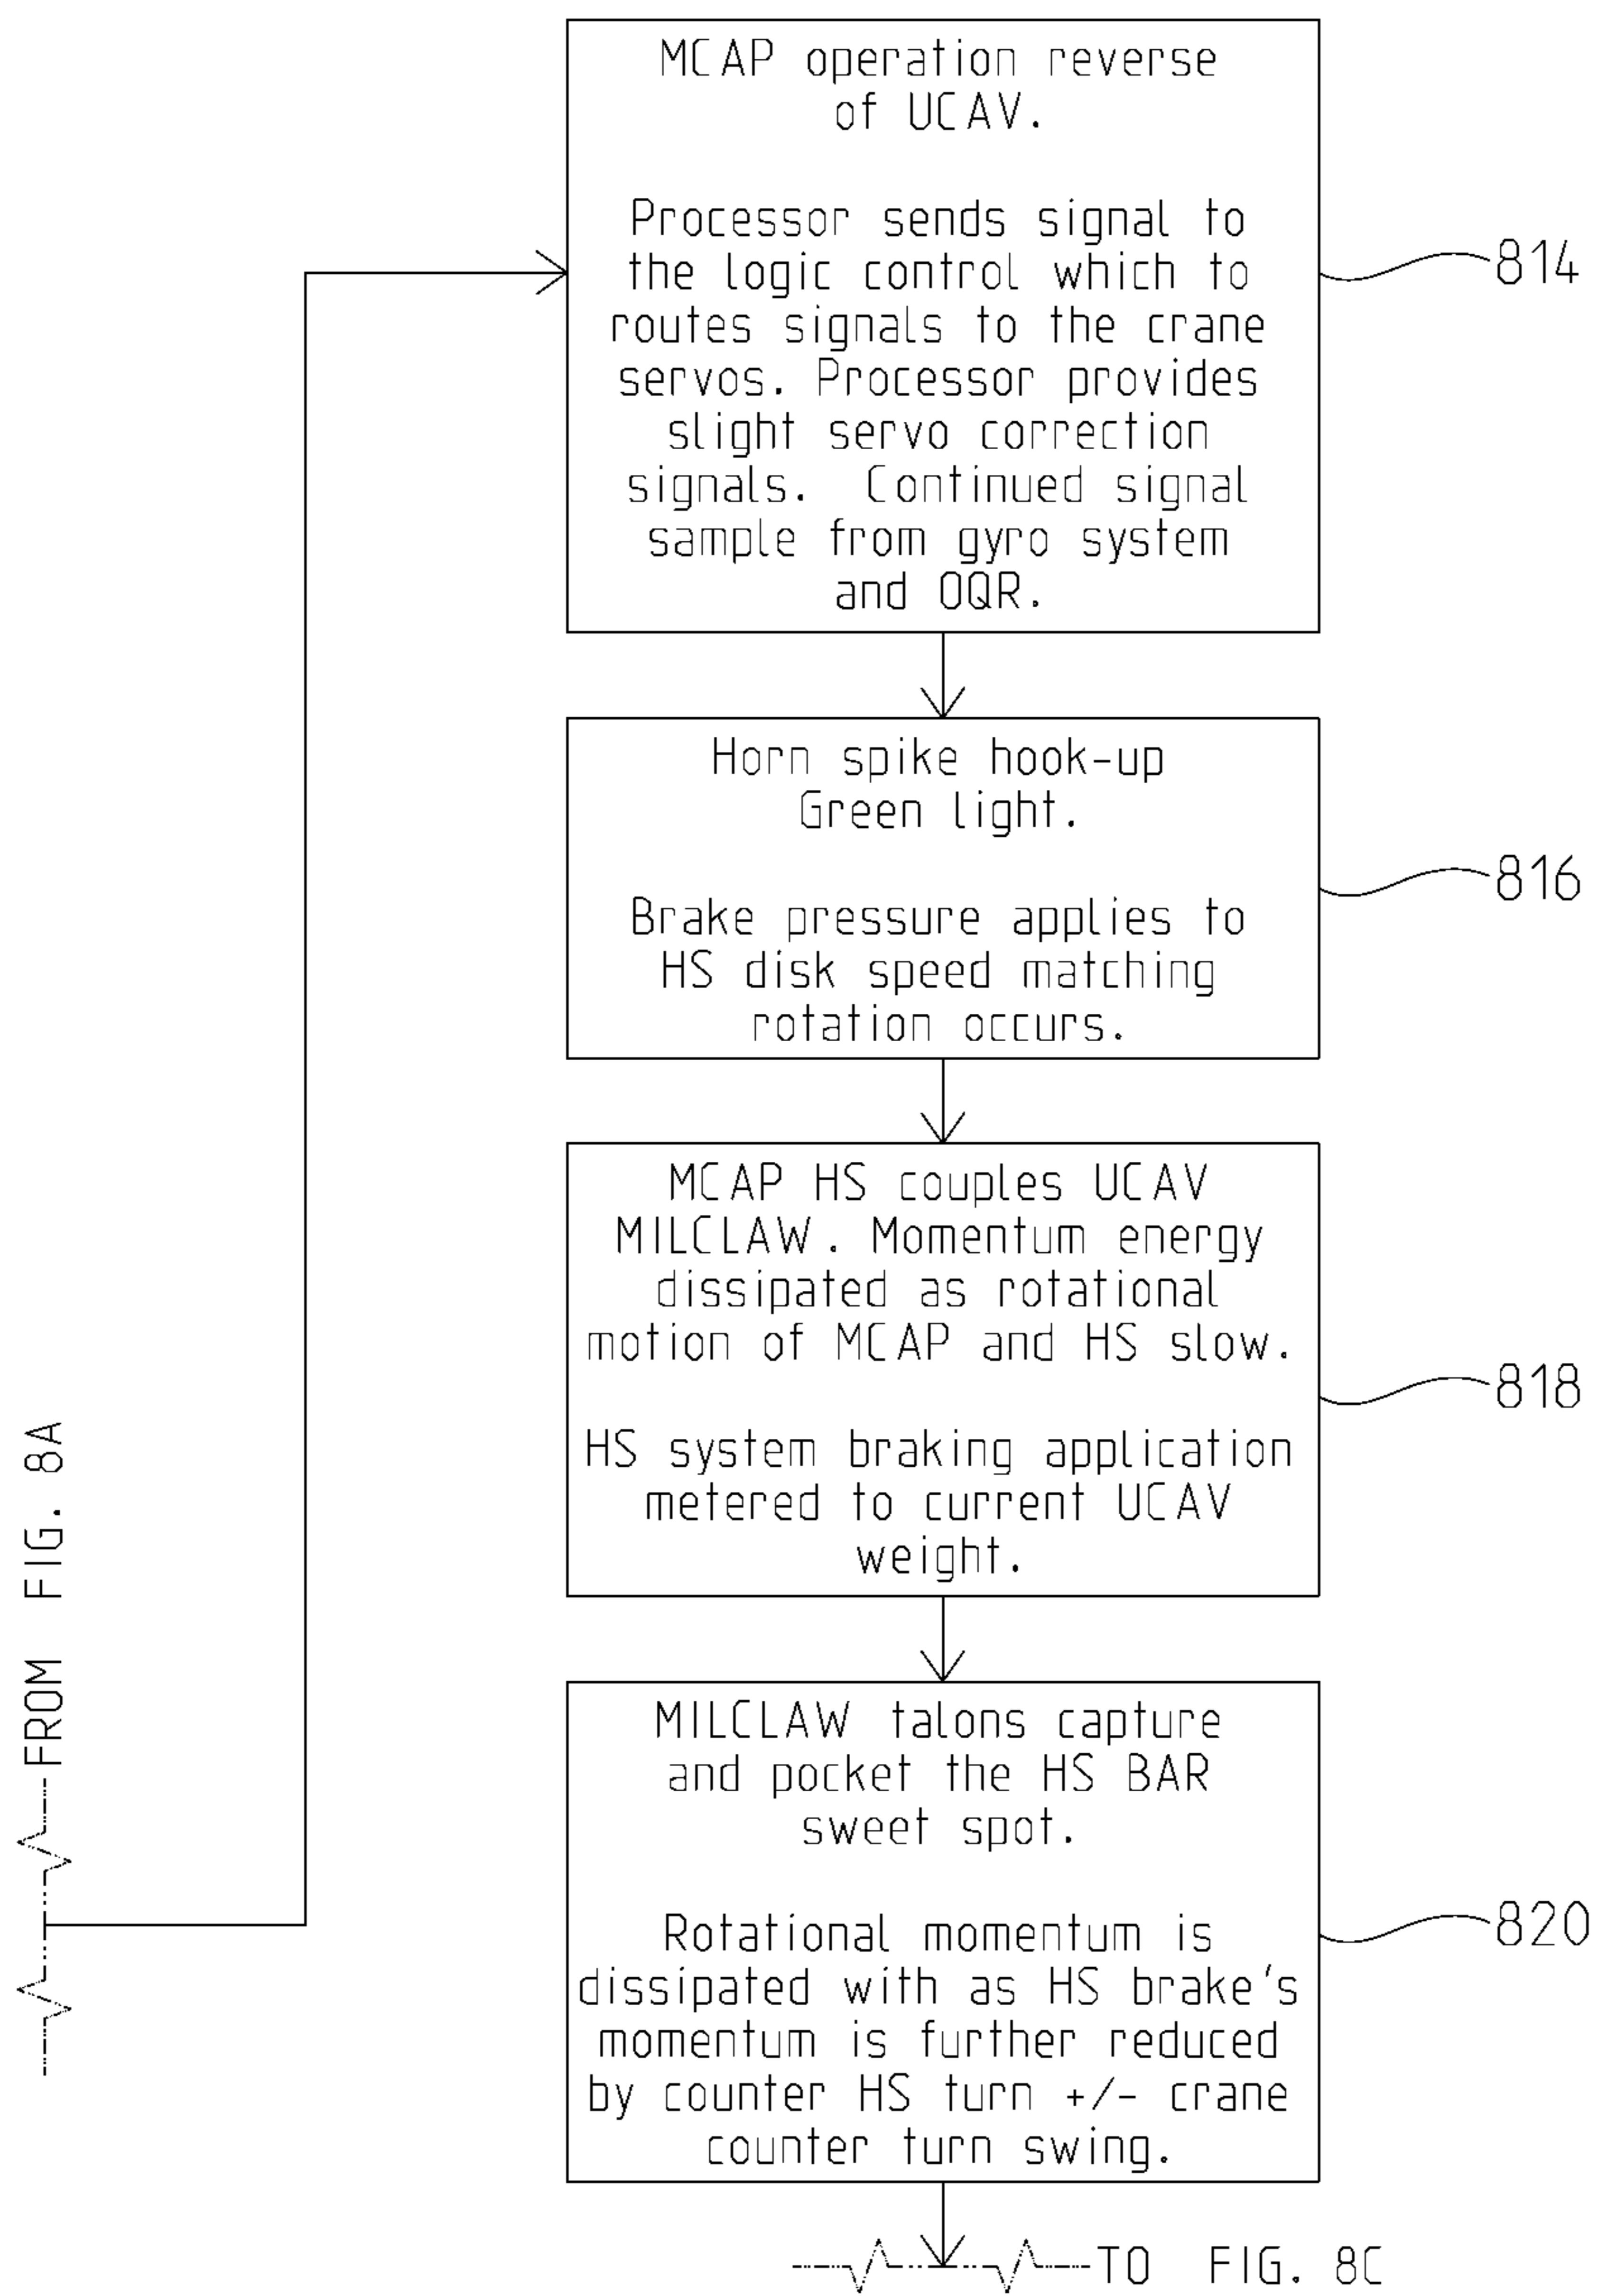 MCAP operation reverse
of UCAV.
Processor sends signal to
the logic control which to
routes signals to the crane
servos. Processor provides
slight servo correction
signals. Continued signal
sample from gyro system
and OQR.
814
Horn spike hook-up
Green light.
Brake pressure applies to
HS disk speed matching
rotation occurs.
816
MCAP HS couples UCAV
MILCLAW. Momentum energy
dissipated as rotational
motion of MCAP and HS slow.
HS system braking application
metered to current UCAV
weight.
818
MILCLAW talons capture
and pocket the HS BAR
sweet spot.
Rotational momentum is
dissipated with as HS brake's
momentum is further reduced
by counter HS turn +/- crane
counter turn swing.
820
FROM FIG. 8A
TO FIG. 8C